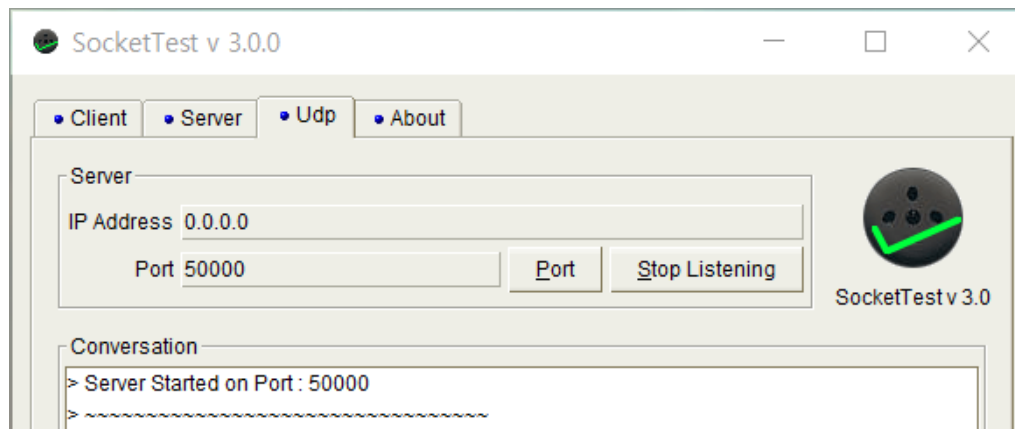 SocketTest v 3.0.0
Client Server Udp About
Server
IP Address 0.0.0.0
Port 50000 Port Stop Listening
SocketTest v 3.0
Conversation
> Server Started on Port : 50000
> ~~~~~~~~~~~~~~~~~~~~~~~~~~~~~~~~~